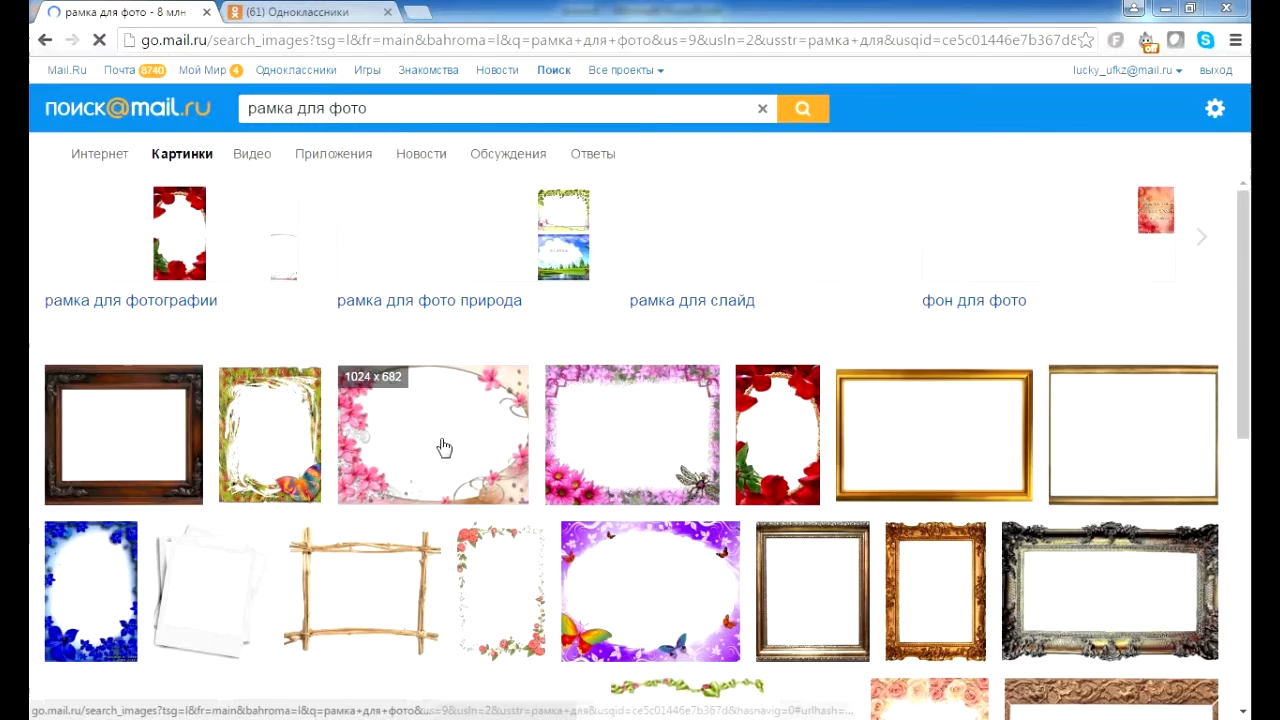 рамка для фото - 8 млн
(61) Одноклассники
go.mail.ru/search_images?tsg=l&fr=main&bahroma=l&q=рамка+для+фото&us=9&usln=2&usstr=рамка+для&usqid=ce5c01446e7b367d8
off
Mail.Ru Почта 8740 Мой Мир 4 Одноклассники Игры Знакомства Новости Поиск Все проекты
lucky_ufkz@mail.ru выход
поиск@mail.ru
рамка для фото
Интернет Картинки Видео Приложения Новости Обсуждения Ответы
рамка для фотографии
рамка для фото природа
рамка для слайд
фон для фото
1024 x 682
go.mail.ru/search_images?tsg=l&fr=main&bahroma=l&q=рамка+для+фото&us=9&usln=2&usstr=рамка+для&usqid=ce5c01446e7b367d&hasnavig=0#urlhash=...